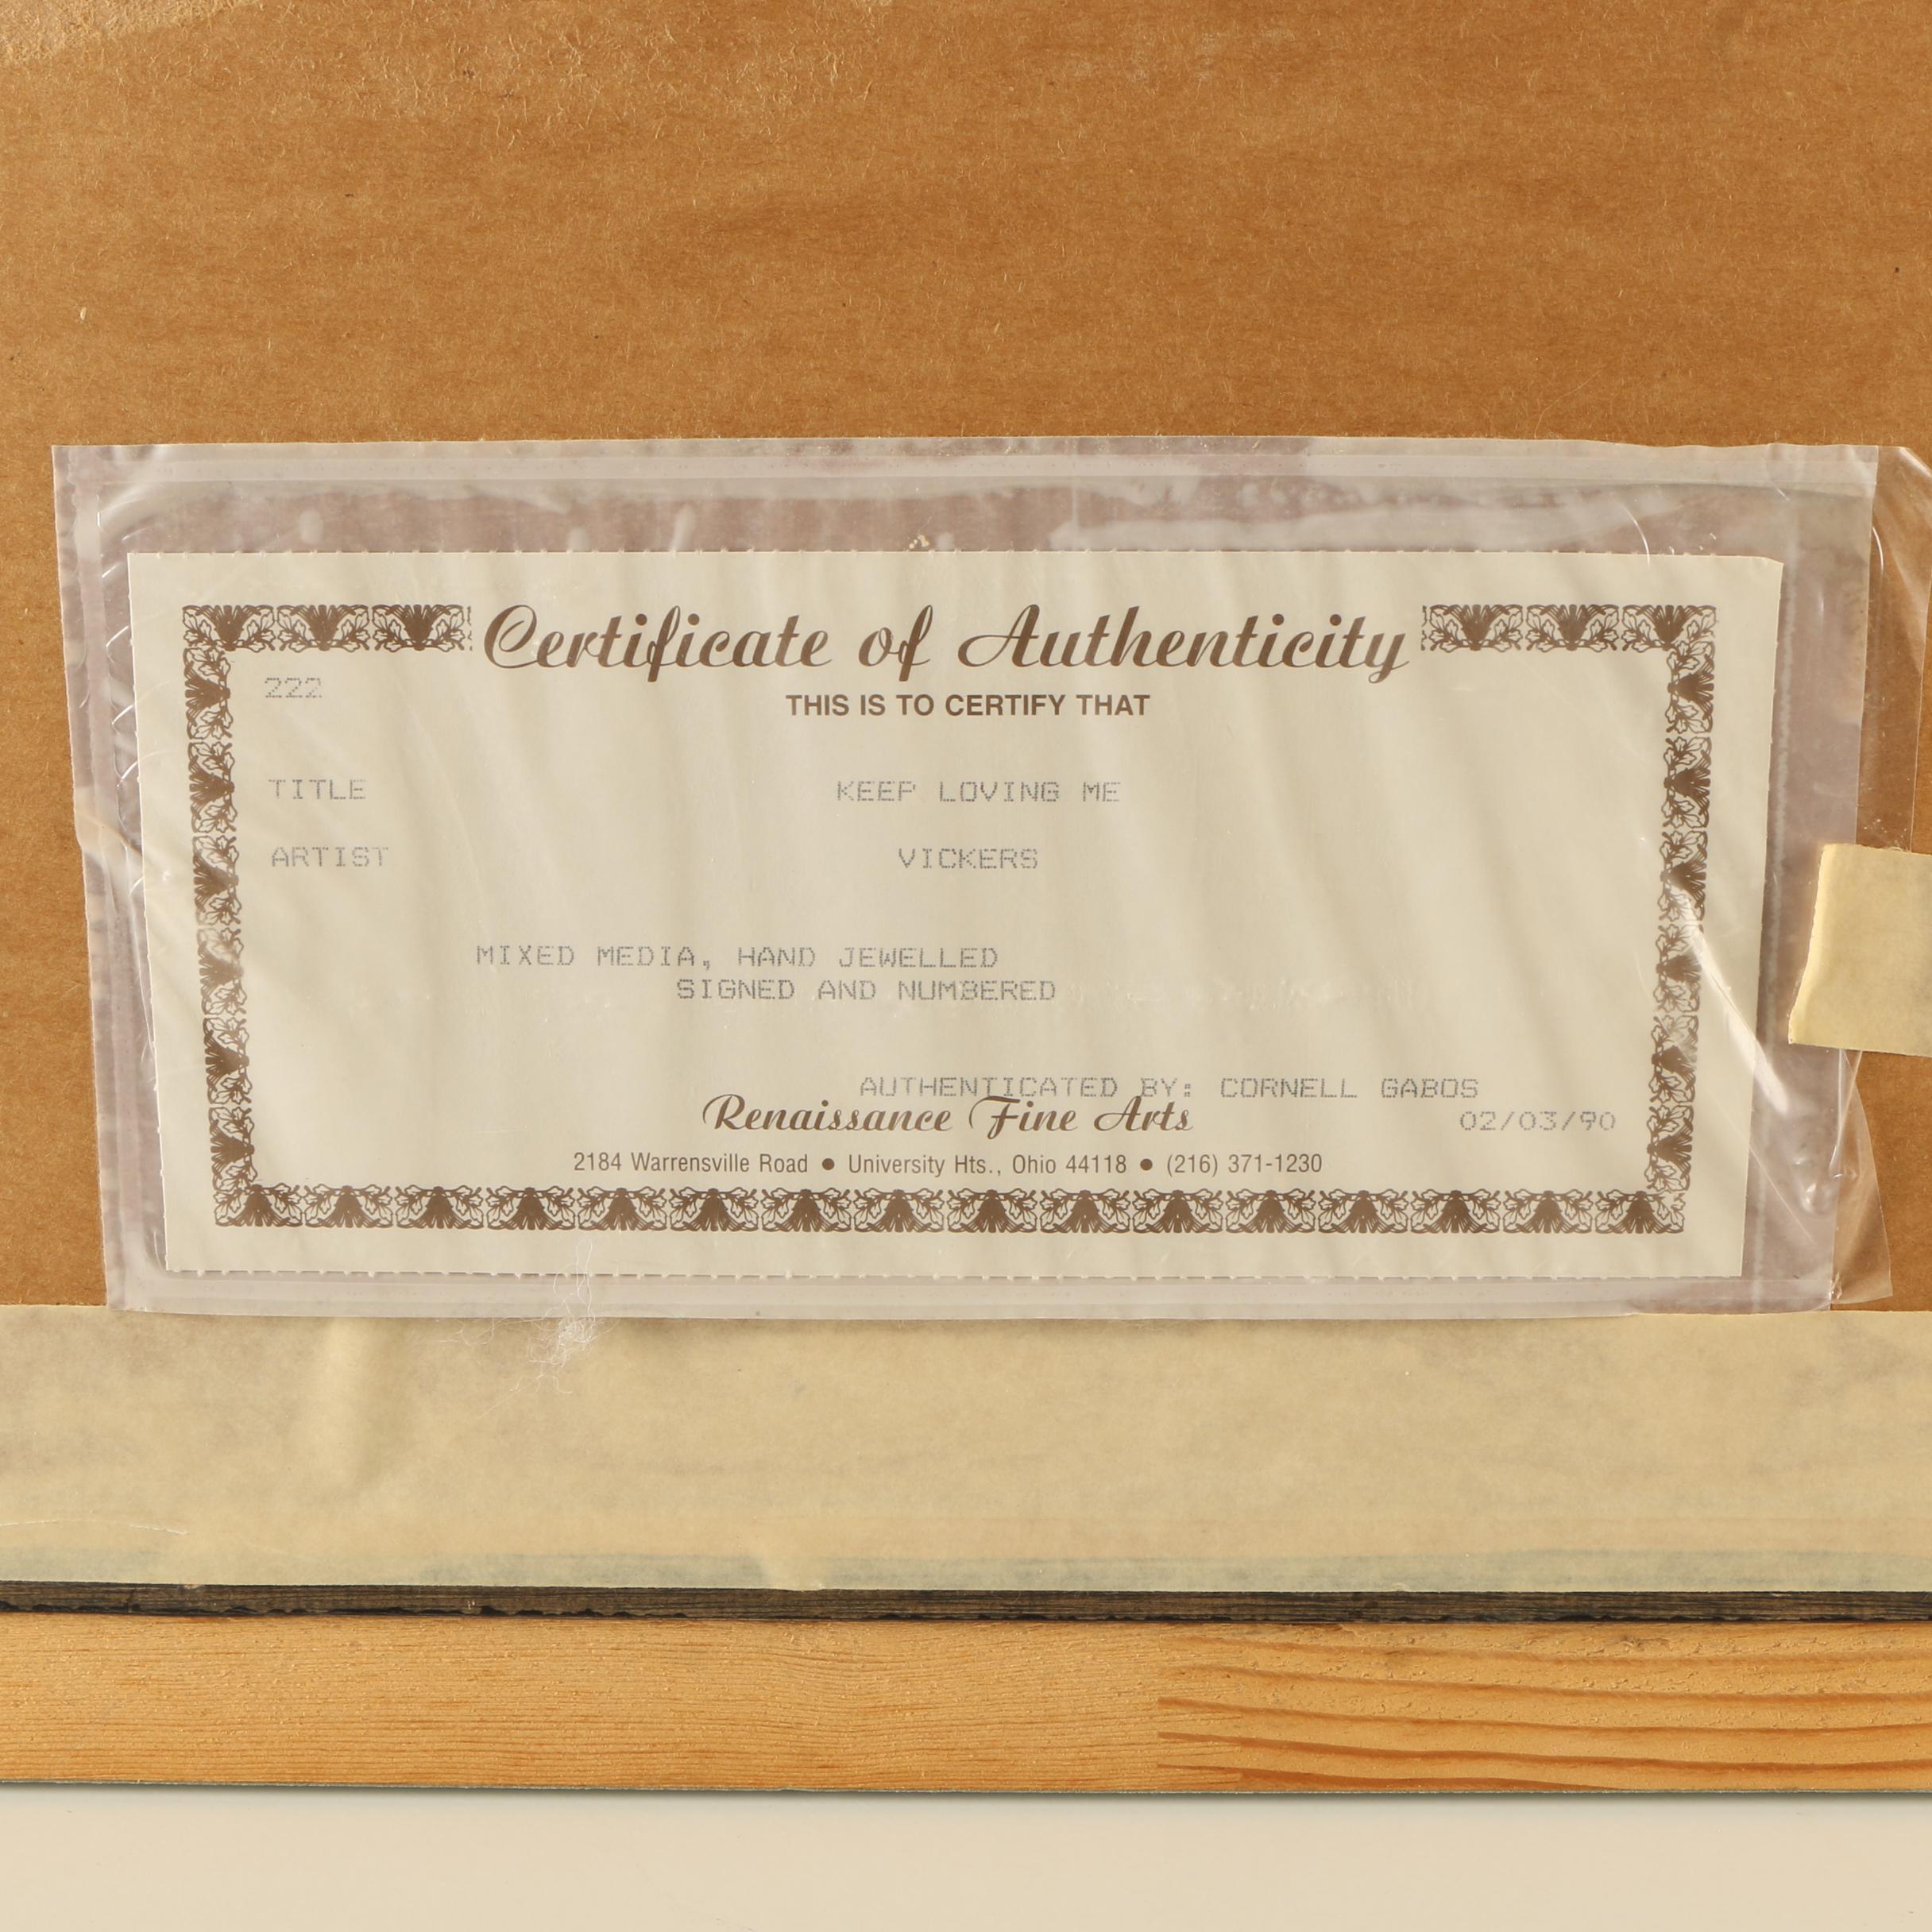 Certificate of Authenticity
222
THIS IS TO CERTIFY THAT
TITLE KEEP LOVING ME
ARTIST VICKERS
MIXED MEDIA, HAND JEWELLED
SIGNED AND NUMBERED
AUTHENTICATED BY: CORNELL GABOS
Renaissance Fine Arts 02/03/90
2184 Warrensville Road • University Hts., Ohio 44118 • (216) 371-1230